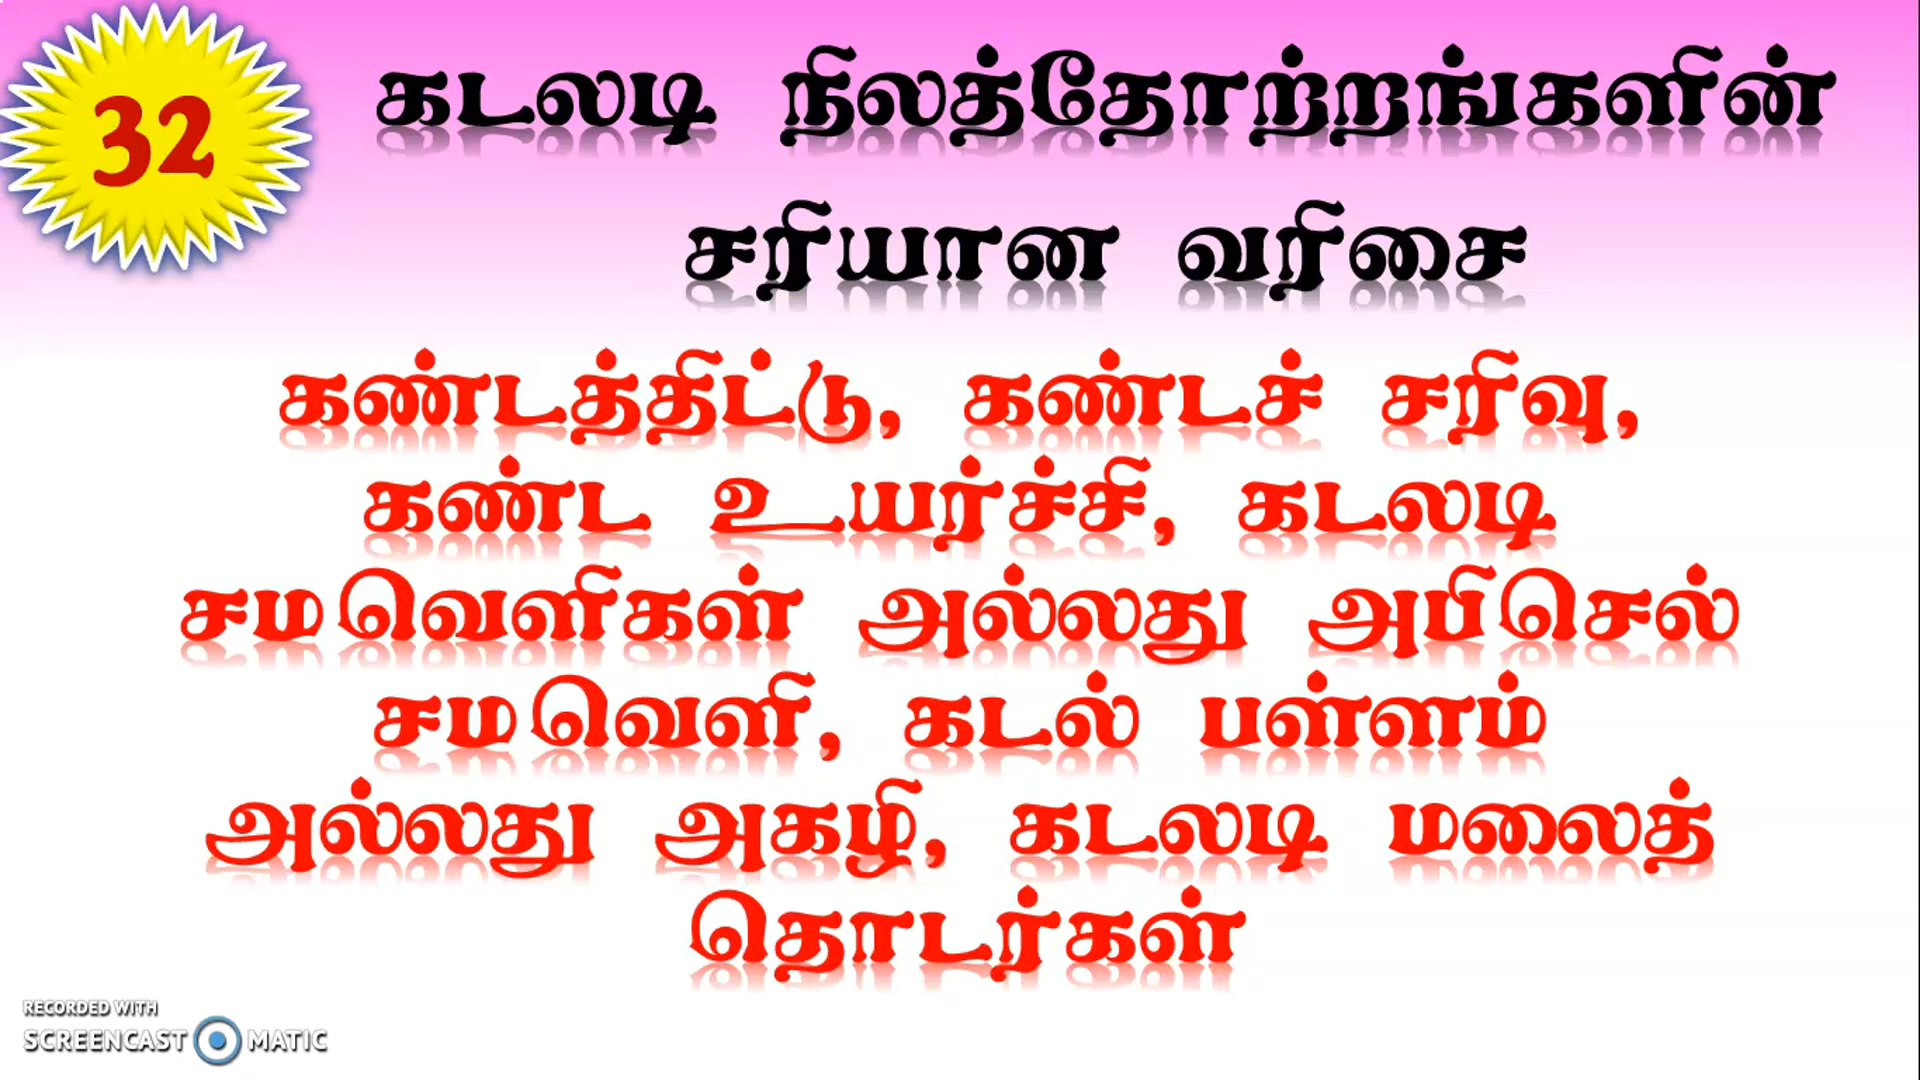 32
கடலடி நிலத்தோற்றங்களின்
சரியான வரிசை
கண்டத்திட்டு, கண்டச் சரிவு,
கண்ட உயர்ச்சி, கடலடி
சமவெளிகள் அல்லது அபிசெல்
சமவெளி, கடல் பள்ளம்
அல்லது அகழி, கடலடி மலைத்
தொடர்கள்
RECORDED WITH
SCREENCAST MATIC